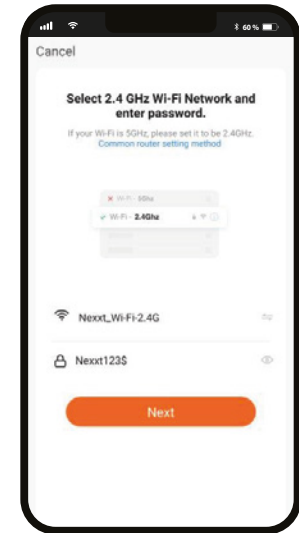 60 %
Cancel
Select 2.4 GHz Wi-Fi Network and
enter password.
If your Wi-Fi is 5GHz, please set it to be 2.4GHz.
Common router setting method
Wi-Fi - 5Ghz
Wi-Fi - 2.4Ghz
Nexxt_Wi-Fi-2.4G
Nexxt123$
Next